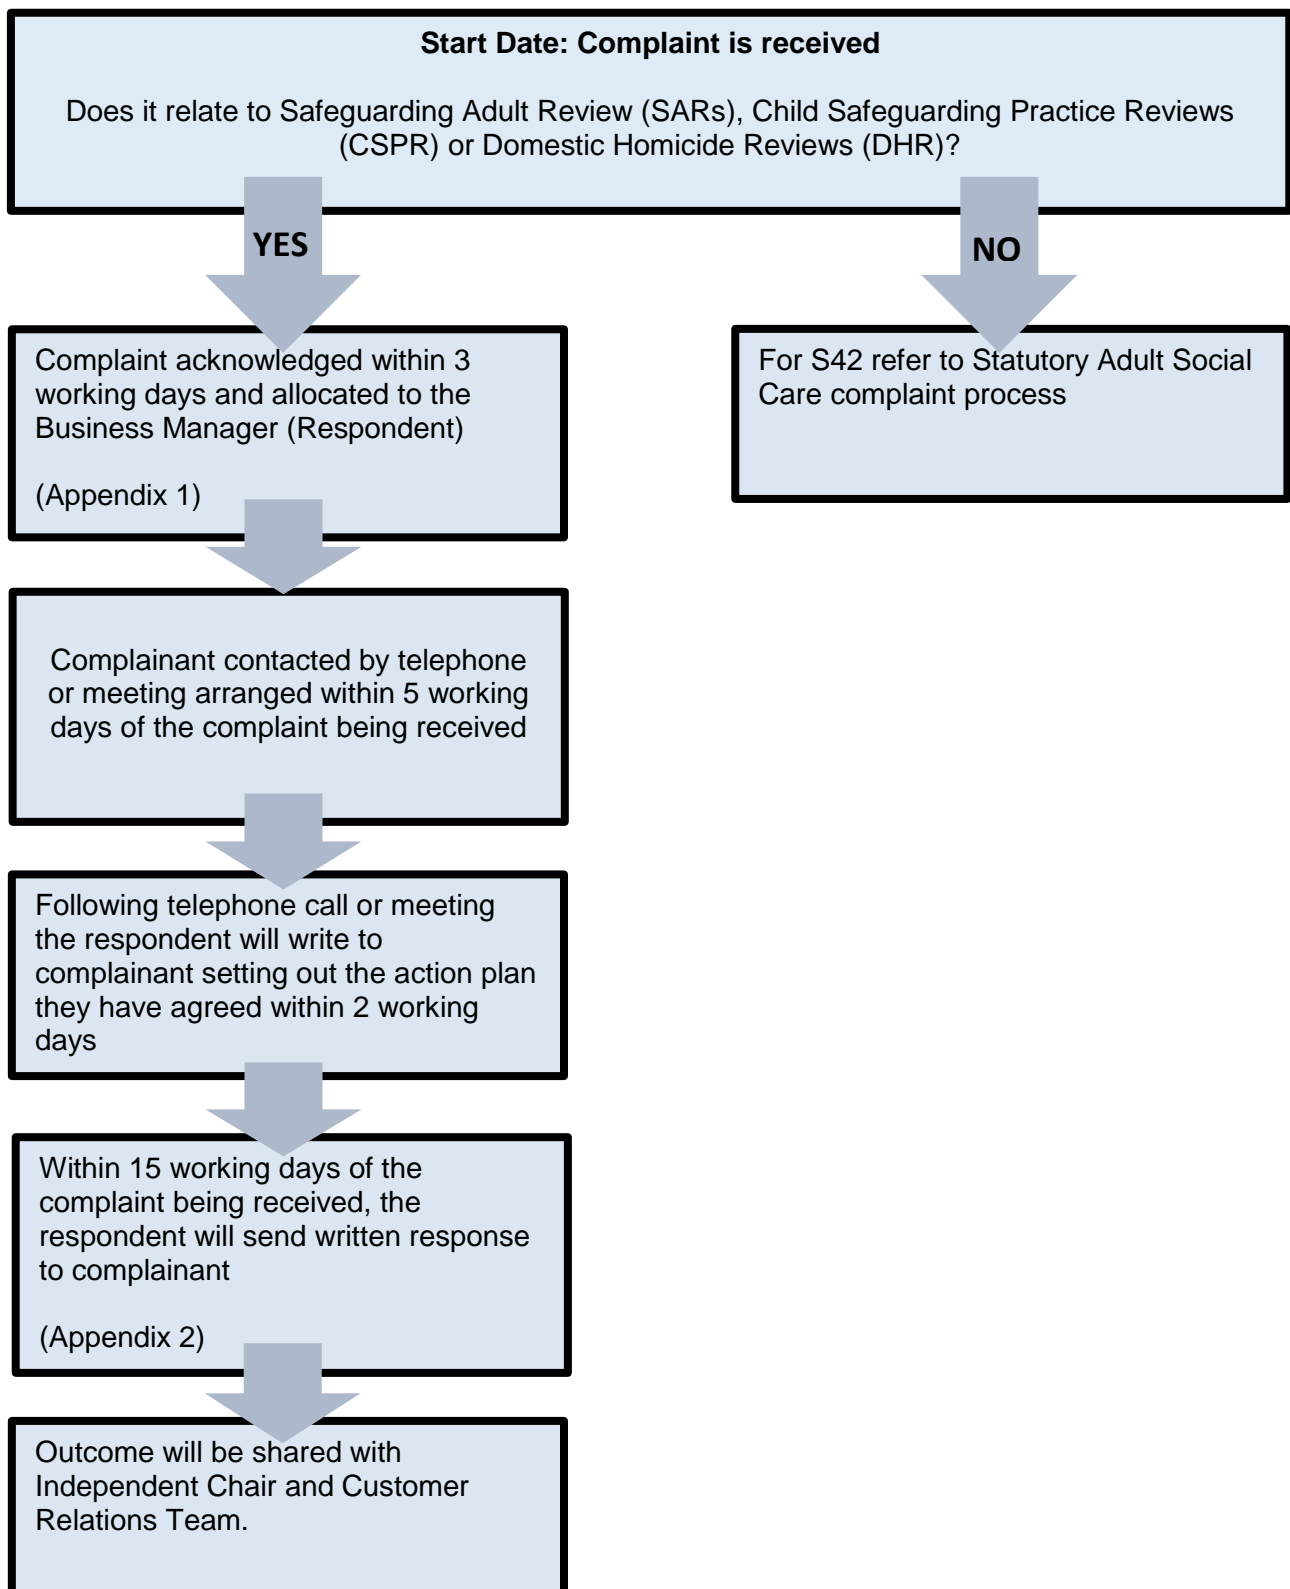 Start Date: Complaint is received
Does it relate to Safeguarding Adult Review (SARs), Child Safeguarding Practice Reviews
(CSPR) or Domestic Homicide Reviews (DHR)?
YES
NO
Complaint acknowledged within 3
working days and allocated to the
Business Manager (Respondent)
(Appendix 1)
For S42 refer to Statutory Adult Social
Care complaint process
Complainant contacted by telephone
or meeting arranged within 5 working
days of the complaint being received
Following telephone call or meeting
the respondent will write to
complainant setting out the action plan
they have agreed within 2 working
days
Within 15 working days of the
complaint being received, the
respondent will send written response
to complainant
(Appendix 2)
Outcome will be shared with
Independent Chair and Customer
Relations Team.